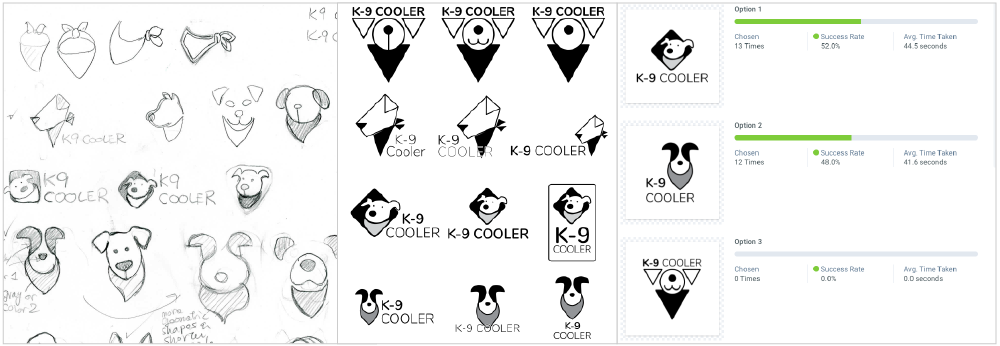 K9
K-9 C
K9 COOLER
K9
COOLER
K9
COOLER
gray or
color 2
more
geometric
shapes &
shorter
K-9 COOLER
K-9 COOLER
K-9 COOLER
K-9
Cooler
K-9
COOLER
K-9 COOLER
K-9
COOLER
K-9 COOLER
K-9
COOLER
K-9
COOLER
K-9 COOLER
K-9
COOLER
K-9 COOLER
Option 1
Chosen
13 Times
Success Rate
52.0%
Avg. Time Taken
44.5 seconds
K-9
COOLER
Option 2
Chosen
12 Times
Success Rate
48.0%
Avg. Time Taken
41.6 seconds
K-9 COOLER
Option 3
Chosen
0 Times
Success Rate
0.0%
Avg. Time Taken
0.0 seconds